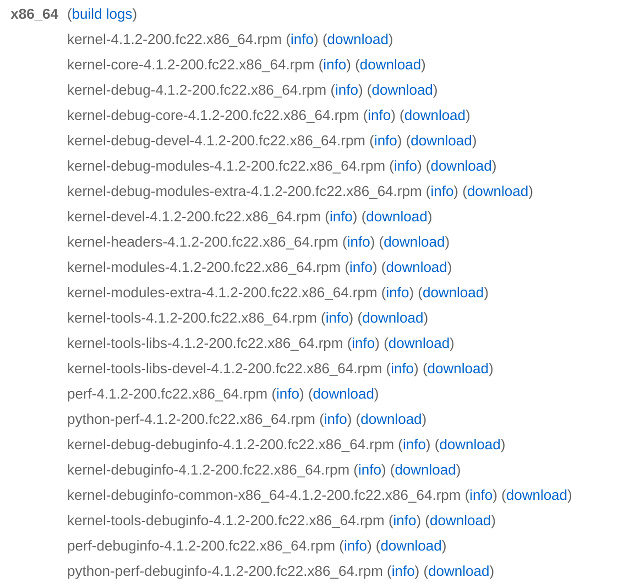 x86_64 (build logs)
kernel-4.1.2-200.fc22.x86_64.rpm (info) (download)
kernel-core-4.1.2-200.fc22.x86_64.rpm (info) (download)
kernel-debug-4.1.2-200.fc22.x86_64.rpm (info) (download)
kernel-debug-core-4.1.2-200.fc22.x86_64.rpm (info) (download)
kernel-debug-devel-4.1.2-200.fc22.x86_64.rpm (info) (download)
kernel-debug-modules-4.1.2-200.fc22.x86_64.rpm (info) (download)
kernel-debug-modules-extra-4.1.2-200.fc22.x86_64.rpm (info) (download)
kernel-devel-4.1.2-200.fc22.x86_64.rpm (info) (download)
kernel-headers-4.1.2-200.fc22.x86_64.rpm (info) (download)
kernel-modules-4.1.2-200.fc22.x86_64.rpm (info) (download)
kernel-modules-extra-4.1.2-200.fc22.x86_64.rpm (info) (download)
kernel-tools-4.1.2-200.fc22.x86_64.rpm (info) (download)
kernel-tools-libs-4.1.2-200.fc22.x86_64.rpm (info) (download)
kernel-tools-libs-devel-4.1.2-200.fc22.x86_64.rpm (info) (download)
perf-4.1.2-200.fc22.x86_64.rpm (info) (download)
python-perf-4.1.2-200.fc22.x86_64.rpm (info) (download)
kernel-debug-debuginfo-4.1.2-200.fc22.x86_64.rpm (info) (download)
kernel-debuginfo-4.1.2-200.fc22.x86_64.rpm (info) (download)
kernel-debuginfo-common-x86_64-4.1.2-200.fc22.x86_64.rpm (info) (download)
kernel-tools-debuginfo-4.1.2-200.fc22.x86_64.rpm (info) (download)
perf-debuginfo-4.1.2-200.fc22.x86_64.rpm (info) (download)
python-perf-debuginfo-4.1.2-200.fc22.x86_64.rpm (info) (download)